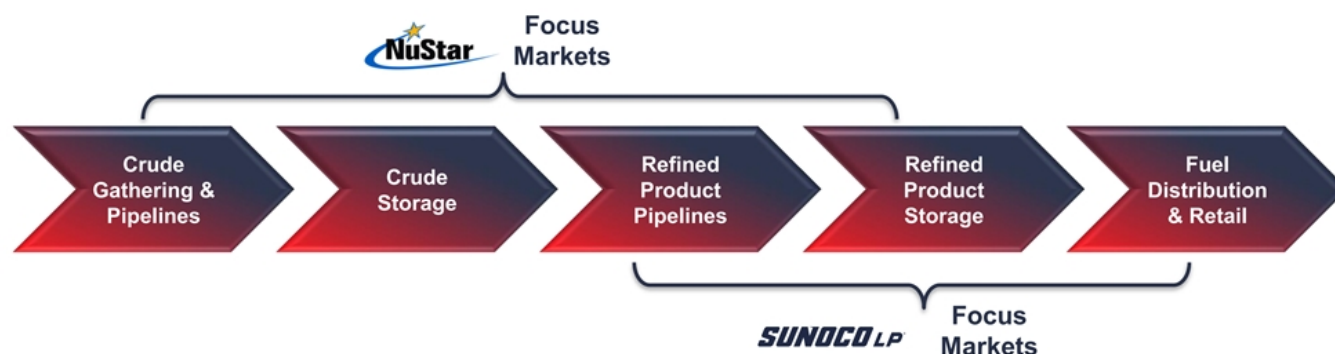 NuStar
Focus
Markets
Crude
Gathering &
Pipelines
Crude
Storage
Refined
Product
Pipelines
Refined
Product
Storage
Fuel
Distribution
& Retail
SUNOCO LP
Focus
Markets